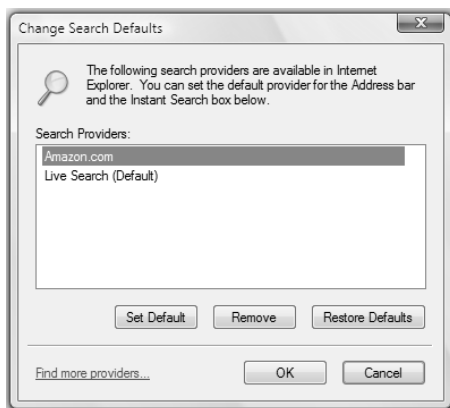 Change Search Defaults
The following search providers are available in Internet
Explorer. You can set the default provider for the Address bar
and the Instant Search box below.
Search Providers:
Amazon.com
Live Search (Default)
Set Default
Remove
Restore Defaults
Find more providers...
OK
Cancel